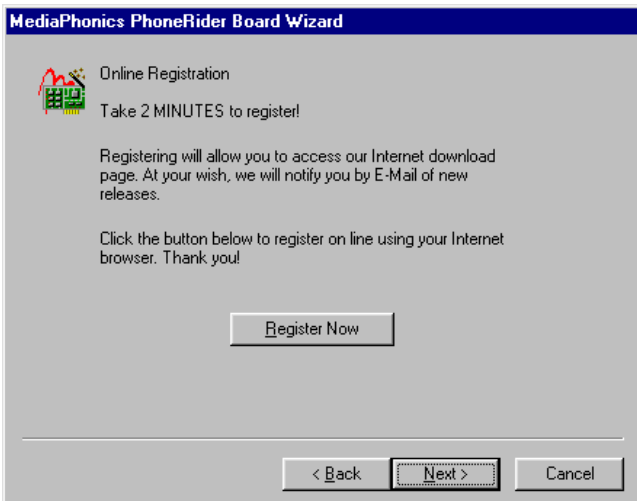 MediaPhonics PhoneRider Board Wizard
Online Registration
Take 2 MINUTES to register!
Registering will allow you to access our Internet download
page. At your wish, we will notify you by E-Mail of new
releases.
Click the button below to register on line using your Internet
browser. Thank you!
Register Now
< Back
Next >
Cancel